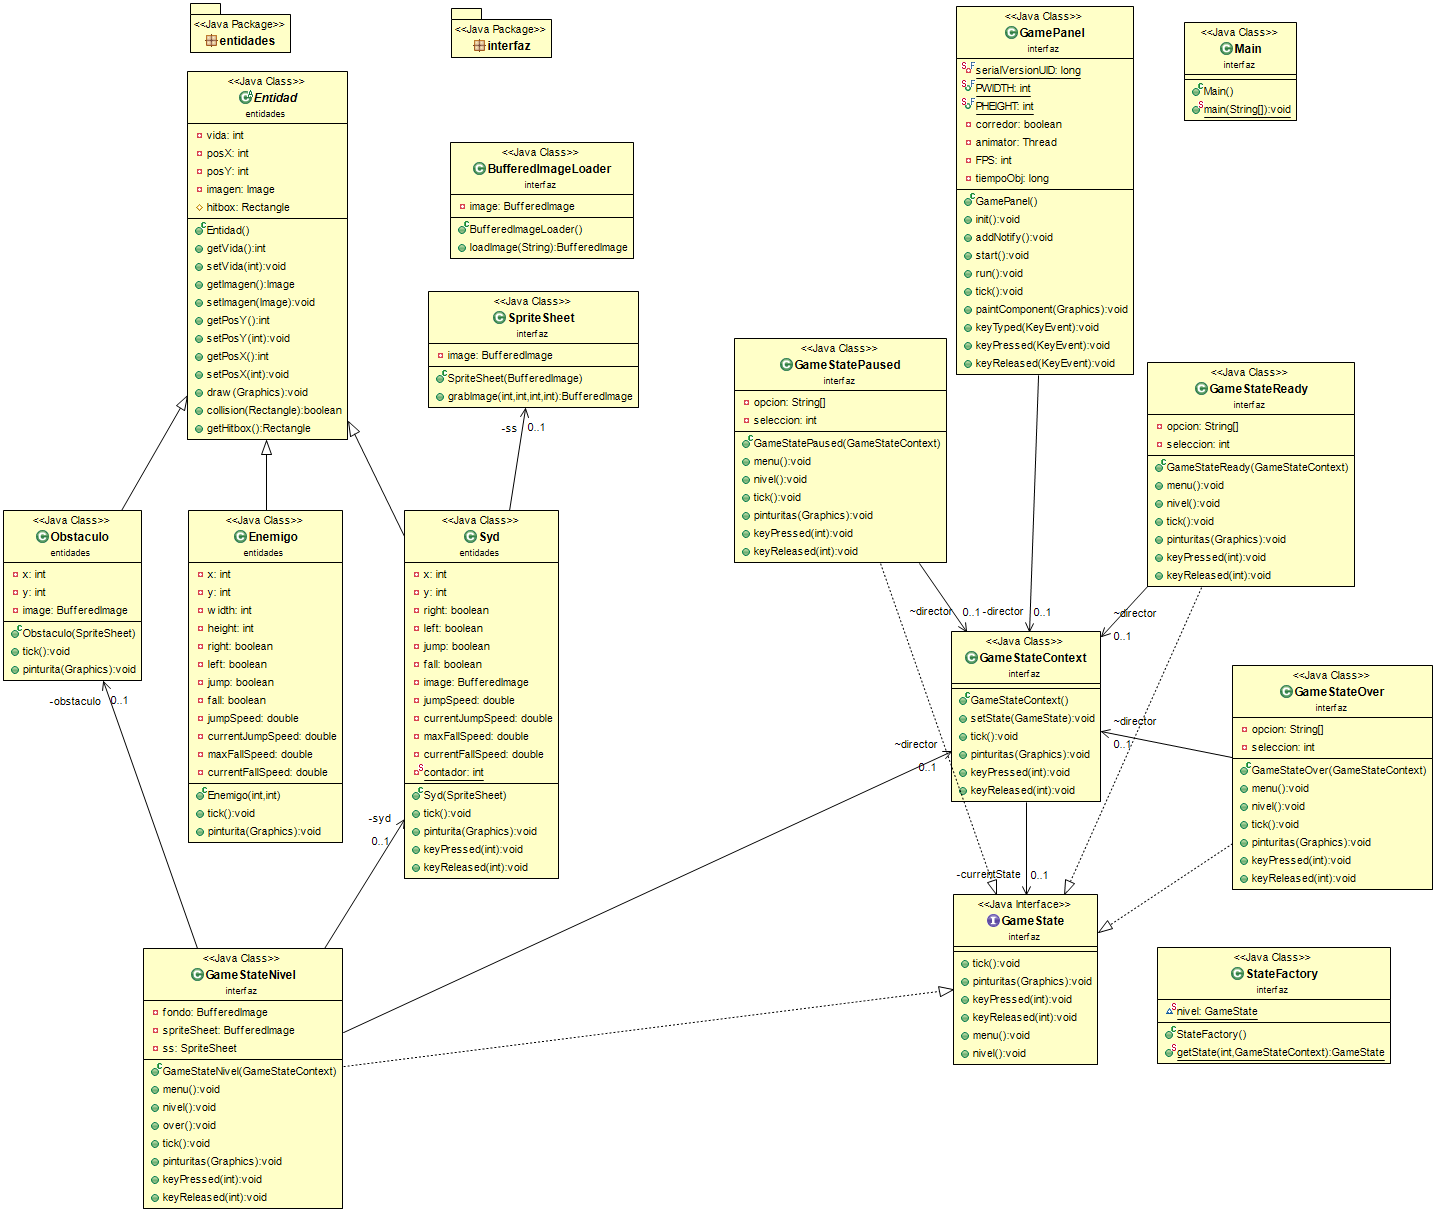 <<Java Package>>
entidades
<<Java Package>>
interfaz
<<Java Class>>
Entidad
entidades
vida: int
posX: int
posY: int
imagen: Image
hitbox: Rectangle
Entidad()
getVida():int
setVida(int):void
getImagen():Image
setImagen(Image):void
getPosY():int
setPosY(int):void
getPosX():int
setPosX(int):void
draw(Graphics):void
collision(Rectangle):boolean
getHitbox():Rectangle
<<Java Class>>
BufferedImageLoader
interfaz
image: BufferedImage
BufferedImageLoader()
loadImage(String):BufferedImage
<<Java Class>>
SpriteSheet
interfaz
image: BufferedImage
SpriteSheet(BufferedImage)
grabImage(int,int,int,int):BufferedImage
-ss 0..1
<<Java Class>>
GamePanel
interfaz
serialVersionUID: long
PWIDTH: int
PHEIGHT: int
corredor: boolean
animator: Thread
FPS: int
tiempoObj: long
GamePanel()
init():void
addNotify():void
start():void
run():void
tick():void
paintComponent(Graphics):void
keyTyped(KeyEvent):void
keyPressed(KeyEvent):void
keyReleased(KeyEvent):void
<<Java Class>>
Main
interfaz
Main()
main(String[]):void
<<Java Class>>
GameStatePaused
interfaz
opcion: String[]
seleccion: int
GameStatePaused(GameStateContext)
menu():void
nivel():void
tick():void
pinturitas(Graphics):void
keyPressed(int):void
keyReleased(int):void
<<Java Class>>
GameStateReady
interfaz
opcion: String[]
seleccion: int
GameStateReady(GameStateContext)
menu():void
nivel():void
tick():void
pinturitas(Graphics):void
keyPressed(int):void
keyReleased(int):void
<<Java Class>>
Obstaculo
entidades
x: int
y: int
image: BufferedImage
Obstaculo(SpriteSheet)
tick():void
pinturita(Graphics):void
-obstaculo 0..1
<<Java Class>>
Enemigo
entidades
x: int
y: int
width: int
height: int
right: boolean
left: boolean
jump: boolean
fall: boolean
jumpSpeed: double
currentJumpSpeed: double
maxFallSpeed: double
currentFallSpeed: double
Enemigo(int,int)
tick():void
pinturita(Graphics):void
<<Java Class>>
Syd
entidades
x: int
y: int
right: boolean
left: boolean
jump: boolean
fall: boolean
image: BufferedImage
jumpSpeed: double
currentJumpSpeed: double
maxFallSpeed: double
currentFallSpeed: double
contador: int
Syd(SpriteSheet)
tick():void
pinturita(Graphics):void
keyPressed(int):void
keyReleased(int):void
-syd
0..1
~director 0..1
-director 0..1
~director
0..1
<<Java Class>>
GameStateContext
interfaz
GameStateContext()
setState(GameState):void
tick():void
pinturitas(Graphics):void
keyPressed(int):void
keyReleased(int):void
~director
0..1
~director
0..1
<<Java Class>>
GameStateOver
interfaz
opcion: String[]
seleccion: int
GameStateOver(GameStateContext)
menu():void
nivel():void
tick():void
pinturitas(Graphics):void
keyPressed(int):void
keyReleased(int):void
-currentState 0..1
<<Java Interface>>
GameState
interfaz
tick():void
pinturitas(Graphics):void
keyPressed(int):void
keyReleased(int):void
menu():void
nivel():void
<<Java Class>>
StateFactory
interfaz
nivel: GameState
StateFactory()
getState(int,GameStateContext):GameState
<<Java Class>>
GameStateNivel
interfaz
fondo: BufferedImage
spriteSheet: BufferedImage
ss: SpriteSheet
GameStateNivel(GameStateContext)
menu():void
nivel():void
over():void
tick():void
pinturitas(Graphics):void
keyPressed(int):void
keyReleased(int):void